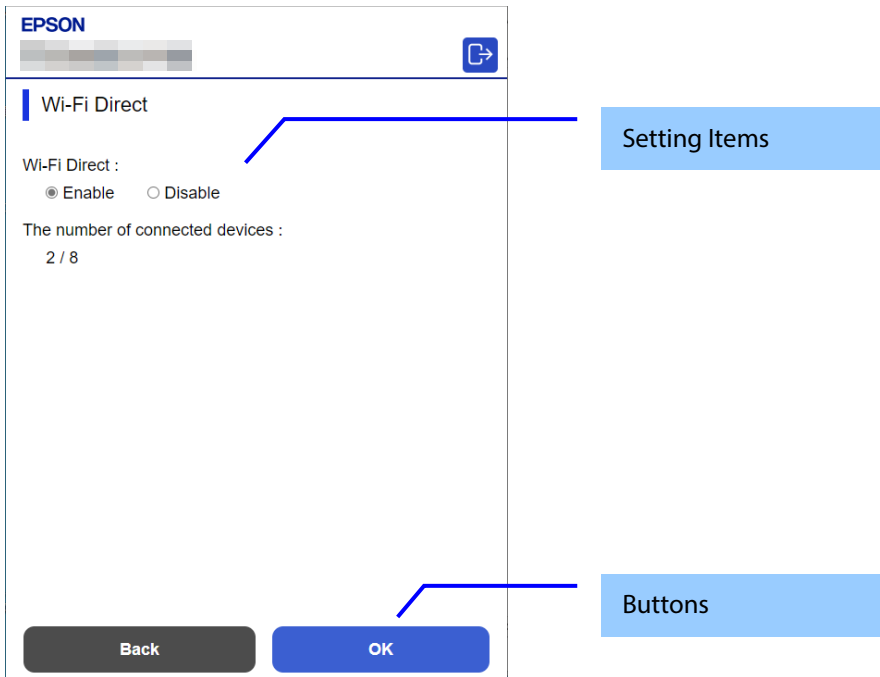 EPSON
Wi-Fi Direct
Setting Items
Wi-Fi Direct :
Enable Disable
The number of connected devices :
2 / 8
Buttons
Back OK